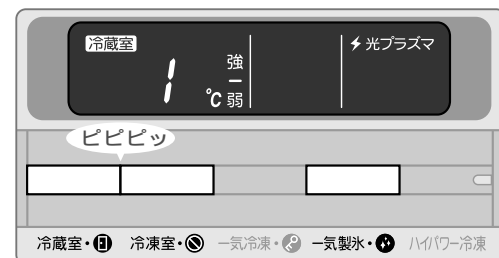 冷蔵室
光プラズマ
1
強
℃
弱
ピピピッ
冷蔵室・ 冷凍室・ 一気冷凍・ 一気製氷・ ハイパワー冷凍